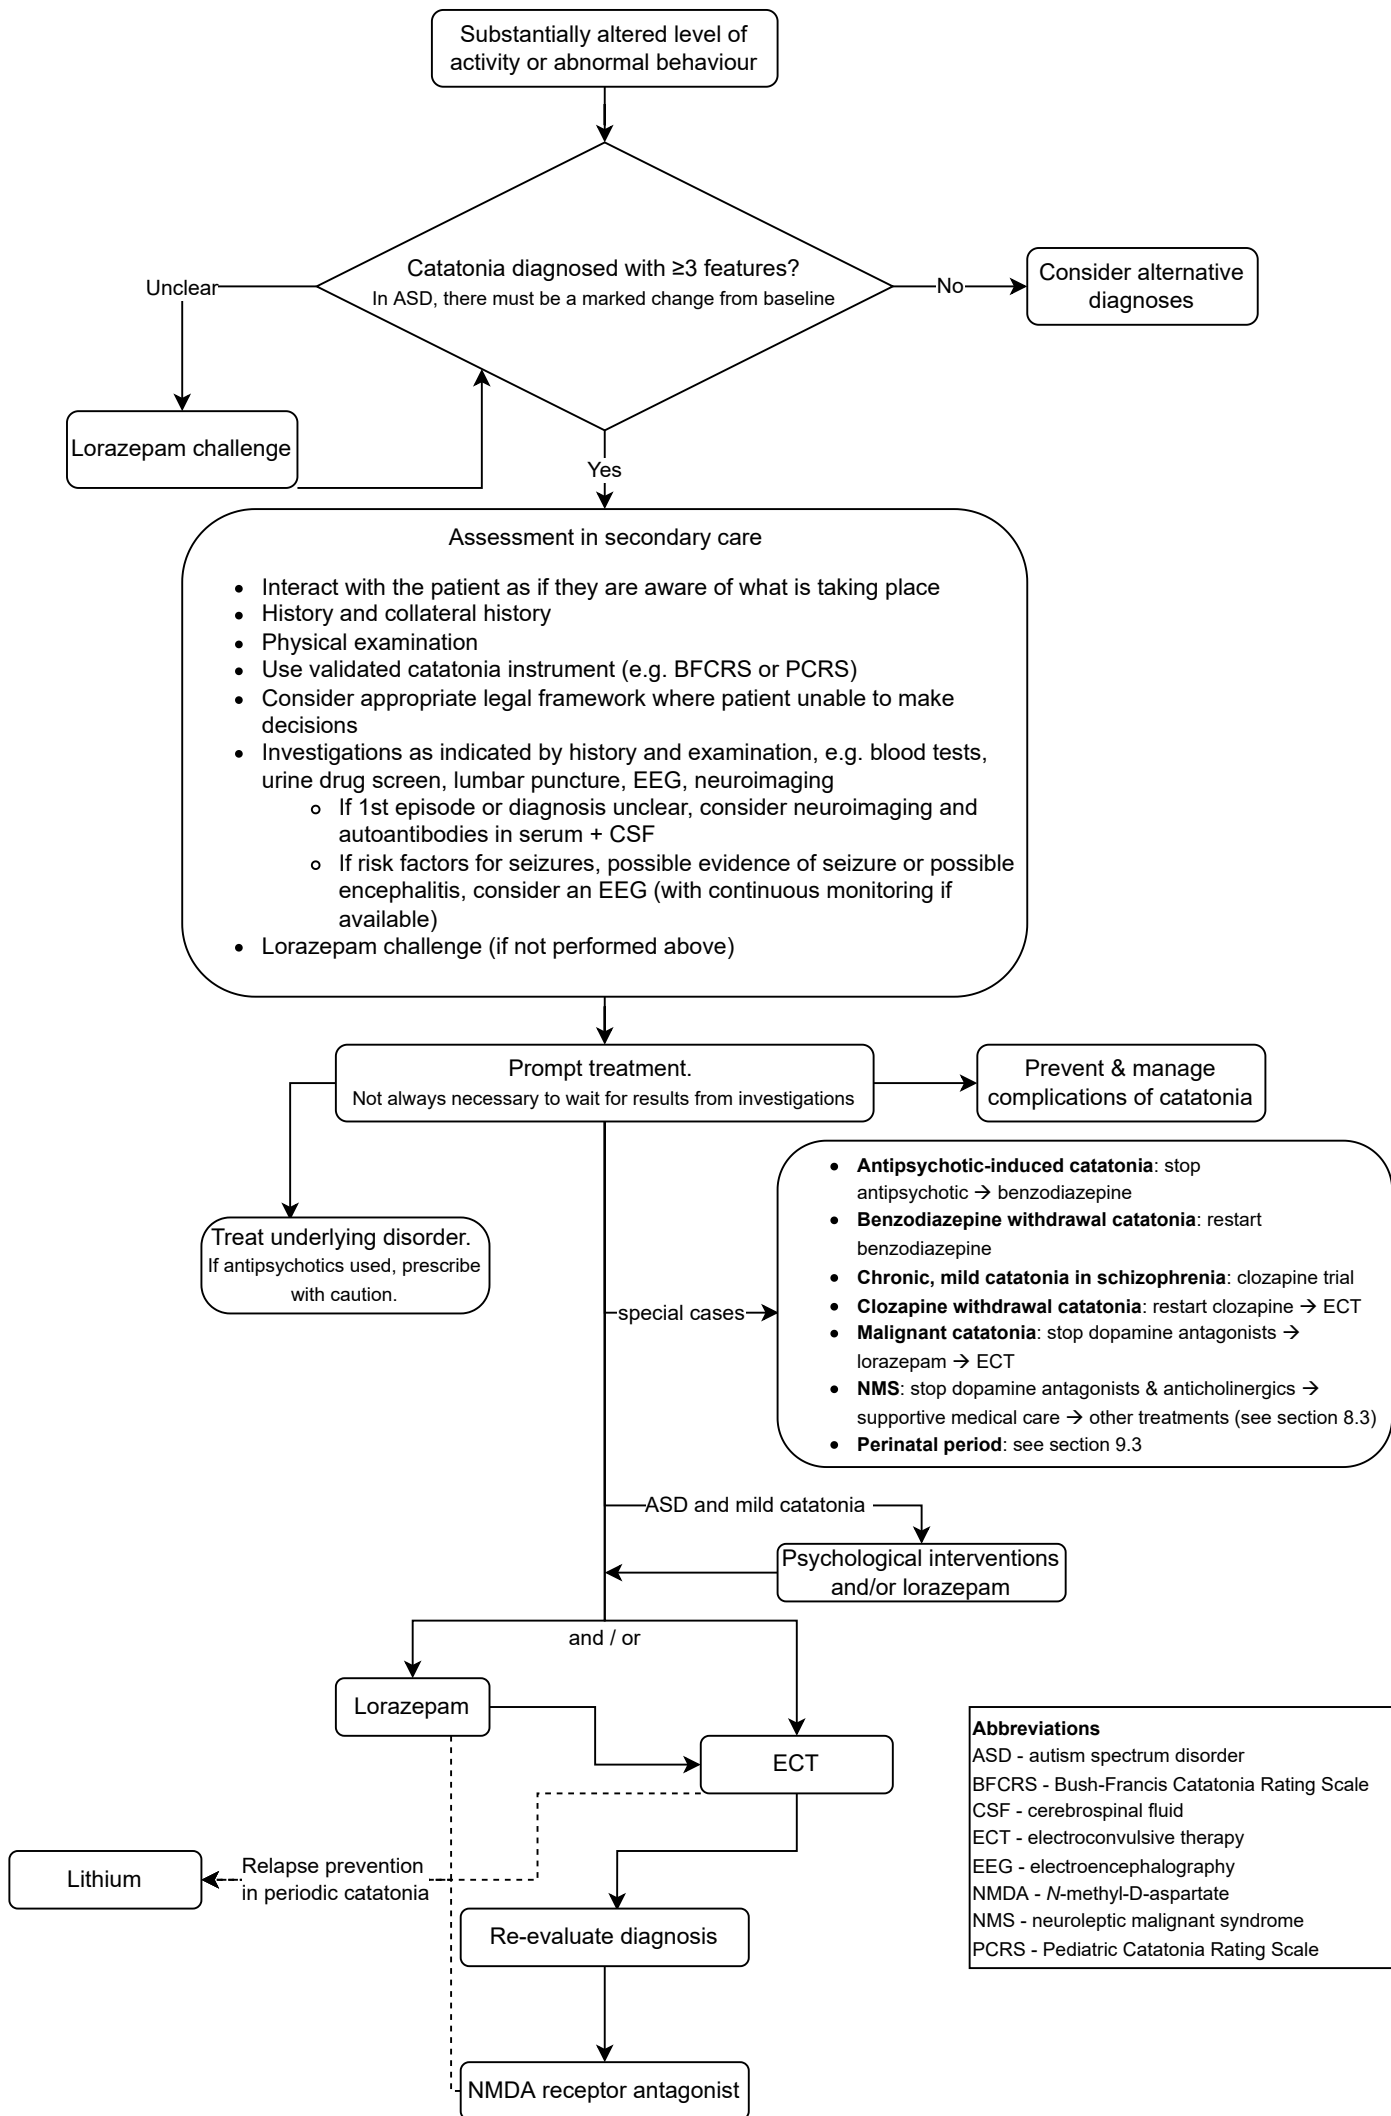 Substantially altered level of
activity or abnormal behaviour
Catatonia diagnosed with ≥3 features?
In ASD, there must be a marked change from baseline
Unclear
No
Consider alternative
diagnoses
Lorazepam challenge
Yes
Assessment in secondary care
• Interact with the patient as if they are aware of what is taking place
• History and collateral history
• Physical examination
• Use validated catatonia instrument (e.g. BFCRS or PCRS)
• Consider appropriate legal framework where patient unable to make
decisions
• Investigations as indicated by history and examination, e.g. blood tests,
urine drug screen, lumbar puncture, EEG, neuroimaging
o If 1st episode or diagnosis unclear, consider neuroimaging and
autoantibodies in serum + CSF
o If risk factors for seizures, possible evidence of seizure or possible
encephalitis, consider an EEG (with continuous monitoring if
available)
• Lorazepam challenge (if not performed above)
Prompt treatment.
Not always necessary to wait for results from investigations
Prevent & manage
complications of catatonia
Treat underlying disorder.
If antipsychotics used, prescribe
with caution.
special cases
• Antipsychotic-induced catatonia: stop
antipsychotic → benzodiazepine
• Benzodiazepine withdrawal catatonia: restart
benzodiazepine
• Chronic, mild catatonia in schizophrenia: clozapine trial
• Clozapine withdrawal catatonia: restart clozapine → ECT
• Malignant catatonia: stop dopamine antagonists →
lorazepam → ECT
• NMS: stop dopamine antagonists & anticholinergics →
supportive medical care → other treatments (see section 8.3)
• Perinatal period: see section 9.3
ASD and mild catatonia
Psychological interventions
and/or lorazepam
and / or
Lorazepam
ECT
Lithium
Relapse prevention
in periodic catatonia
Re-evaluate diagnosis
NMDA receptor antagonist
Abbreviations
ASD - autism spectrum disorder
BFCRS - Bush-Francis Catatonia Rating Scale
CSF - cerebrospinal fluid
ECT - electroconvulsive therapy
EEG - electroencephalography
NMDA - N-methyl-D-aspartate
NMS - neuroleptic malignant syndrome
PCRS - Pediatric Catatonia Rating Scale